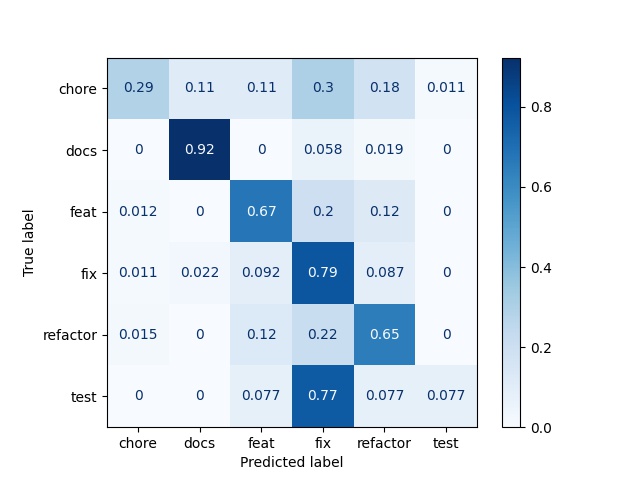 chore 0.29 0.11 0.11 0.3 0.18 0.011
docs 0 0.92 0 0.058 0.019 0
feat 0.012 0 0.67 0.2 0.12 0
fix 0.011 0.022 0.092 0.79 0.087 0
refactor 0.015 0 0.12 0.22 0.65 0
test 0 0 0.077 0.77 0.077 0.077
chore docs feat fix refactor test
Predicted label
True label
0.8
0.6
0.4
0.2
0.0